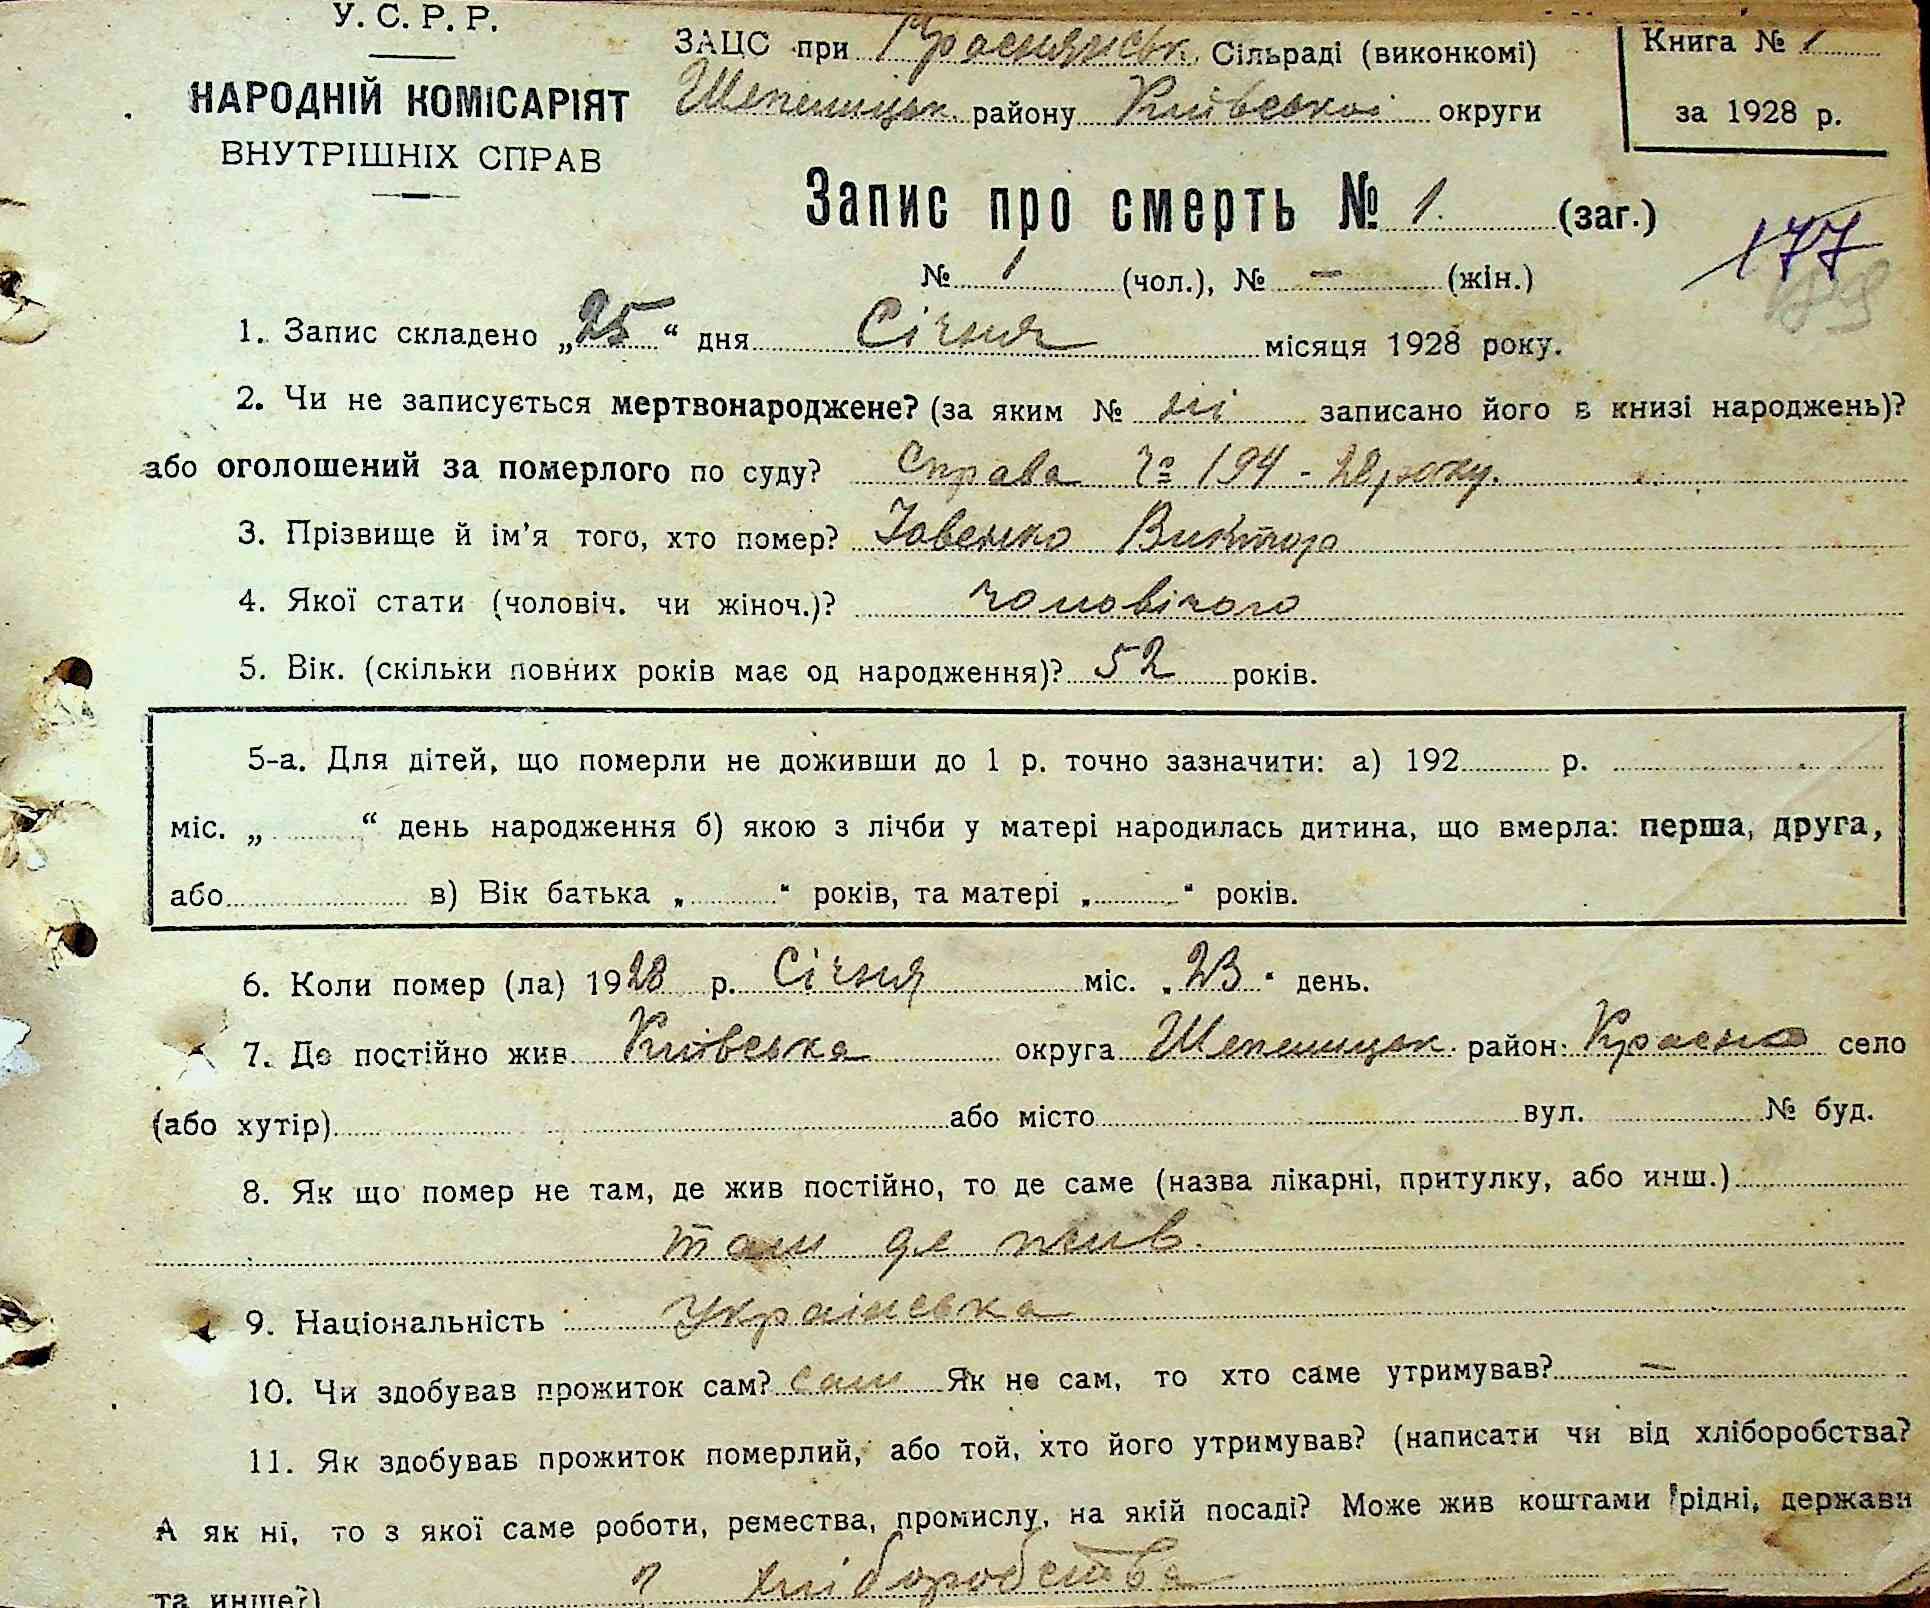 У. С. Р. Р.
НАРОДНІЙ КОМІСАРІЯТ
ВНУТРІШНІХ СПРАВ
ЗАЦС при Краснянськ. Сільраді (виконкомі)
Шепелицьк. району Київської округи
Книга № 1
за 1928 р.
Запис про смерть № 1. (заг.)
177
№ 1 (чол.), № — (жін.)
1. Запис складено „25“ дня Січня місяця 1928 року.
2. Чи не записується мертвонароджене? (за яким № ні записано його в книзі народжень)?
або оголошений за померлого по суду? Справа Ч 194 - 28 року.
3. Прізвище й ім’я того, хто помер? Виктор
4. Якої стати (чоловіч. чи жіноч.)? чоловічого
5. Вік. (скільки повних років має од народження)? 52 років.
5-а. Для дітей, що померли не доживши до 1 р. точно зазначити: а) 192 р.
міс. „ “ день народження б) якою з лічби у матері народилась дитина, що вмерла: перша, друга,
або в) Вік батька „ “ років, та матері „ “ років.
6. Коли помер (ла) 1928 р. Січня міс. „23“ день.
7. Де постійно жив Київська округа Шепелицьк. район: Красно село
(або хутір) або місто вул. № буд.
8. Як що помер не там, де жив постійно, то де саме (назва лікарні, притулку, або инш.)
там де жив.
9. Національність українська
10. Чи здобував прожиток сам? сам Як не сам, то хто саме утримував? —
11. Як здобував прожиток померлий, або той, хто його утримував? (написати чи від хліборобства?
А як ні, то з якої саме роботи, ремества, промислу, на якій посаді? Може жив коштами рідні, держави
та инше?) хліборобства